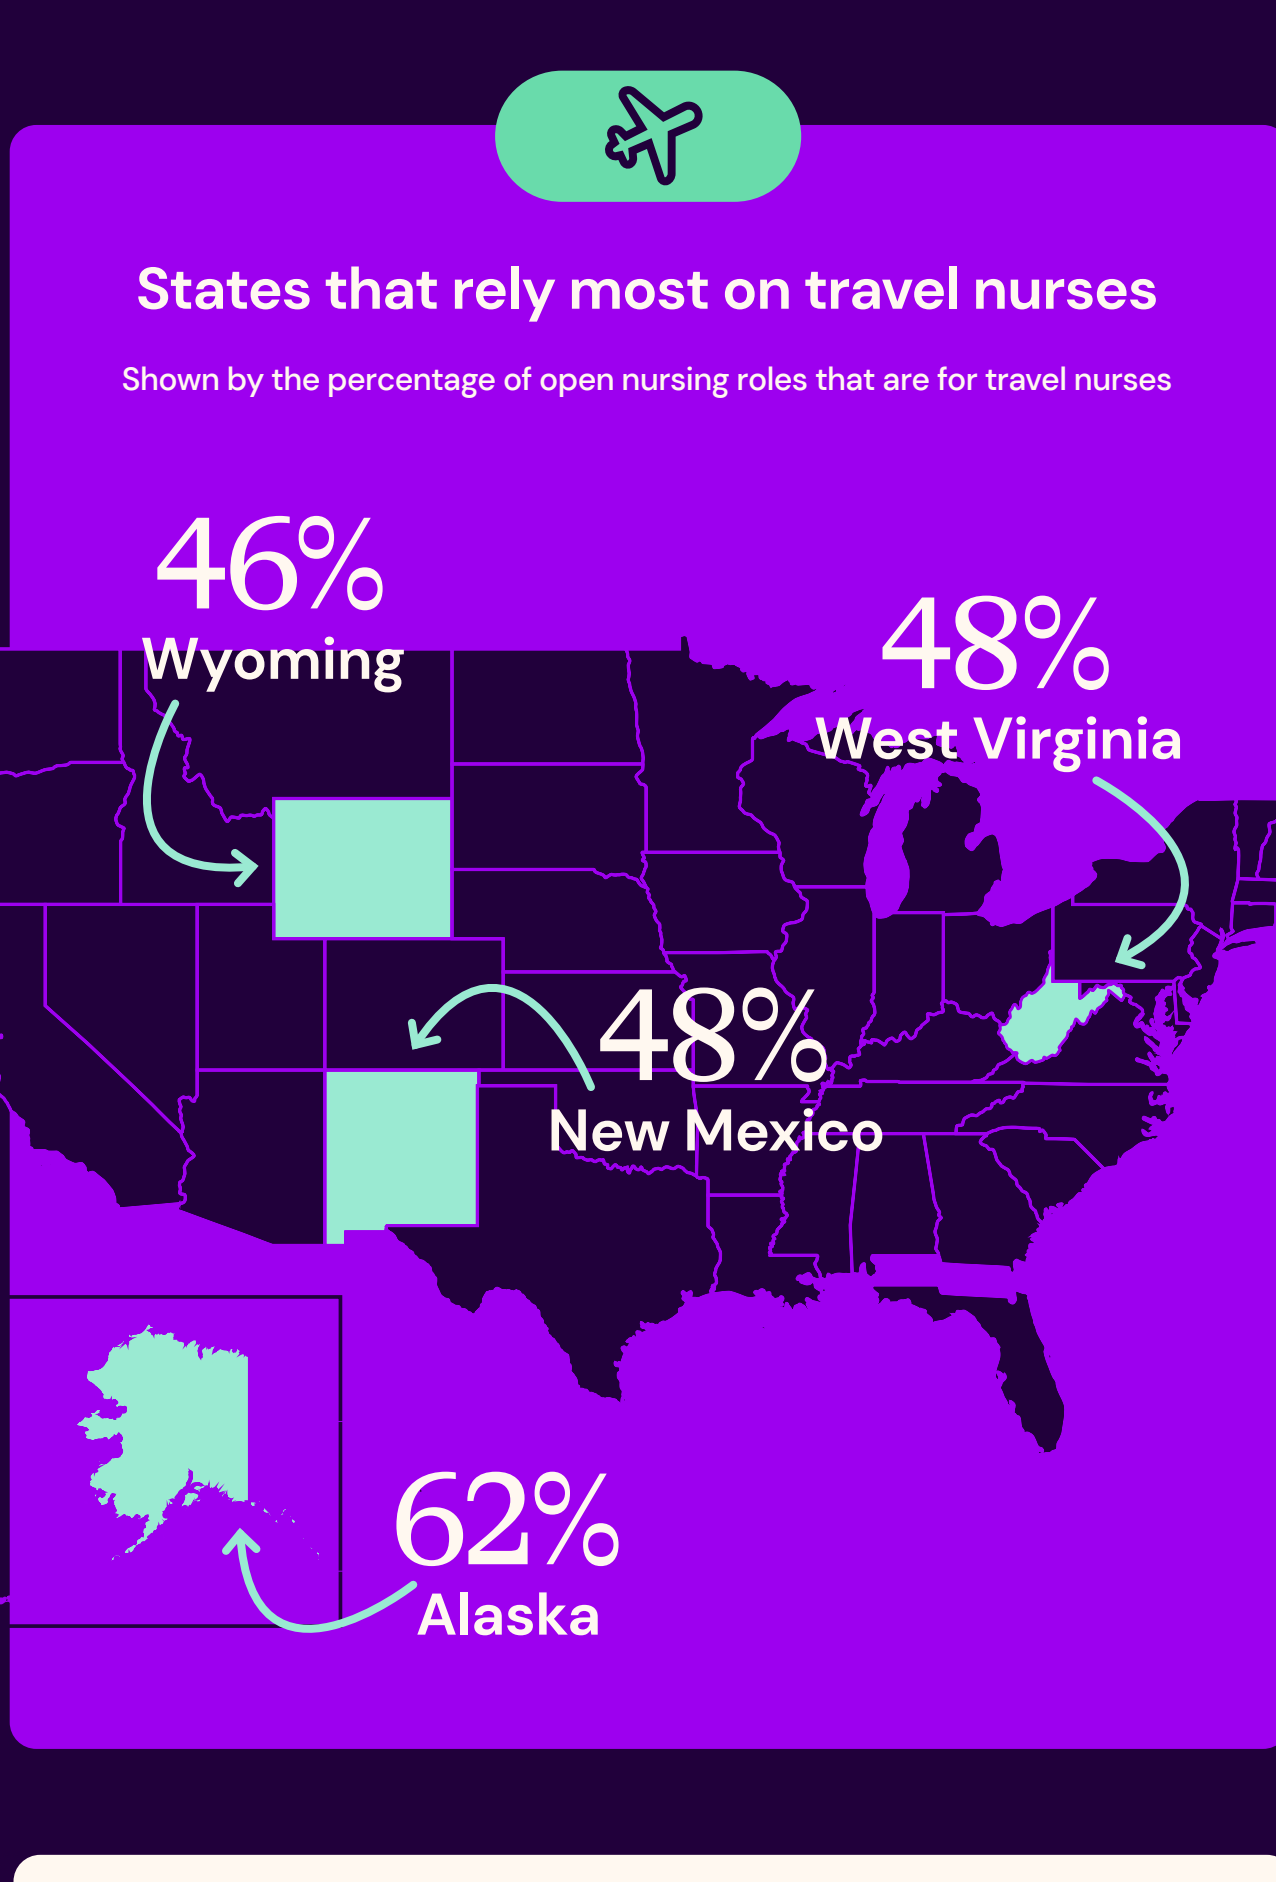 States that rely most on travel nurses
Shown by the percentage of open nursing roles that are for travel nurses
46%
Wyoming
48%
West Virginia
48%
New Mexico
62%
Alaska